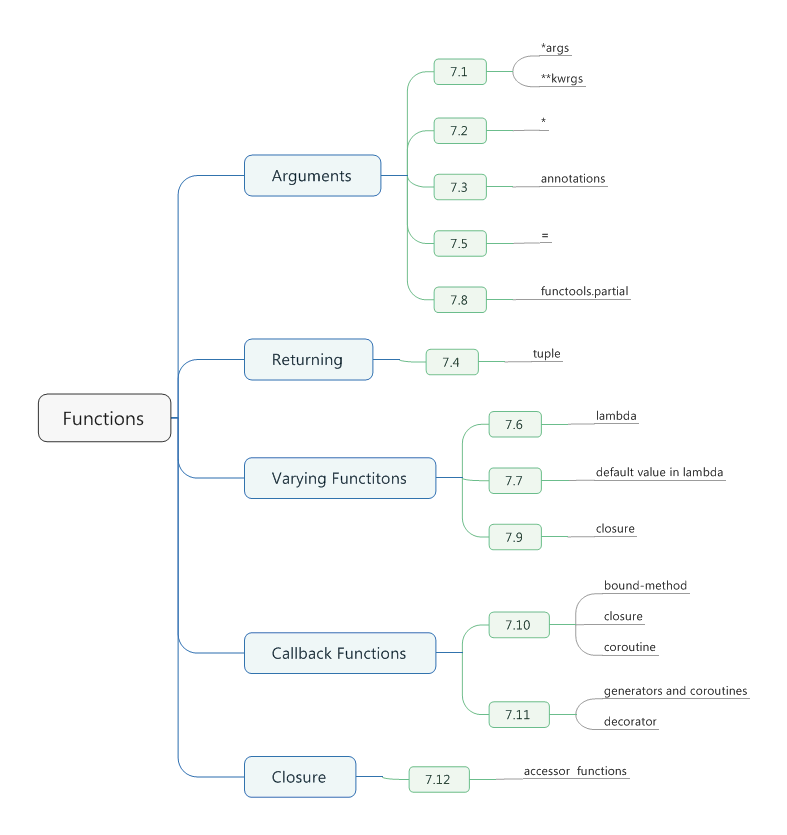 Functions
Arguments
7.1
*args
**kwrgs
7.2
*
7.3
annotations
7.5
=
7.8
functools.partial
Returning
7.4
tuple
Varying Functitons
7.6
lambda
7.7
default value in lambda
7.9
closure
Callback Functions
7.10
bound-method
closure
coroutine
7.11
generators and coroutines
decorator
Closure
7.12
accessor functions